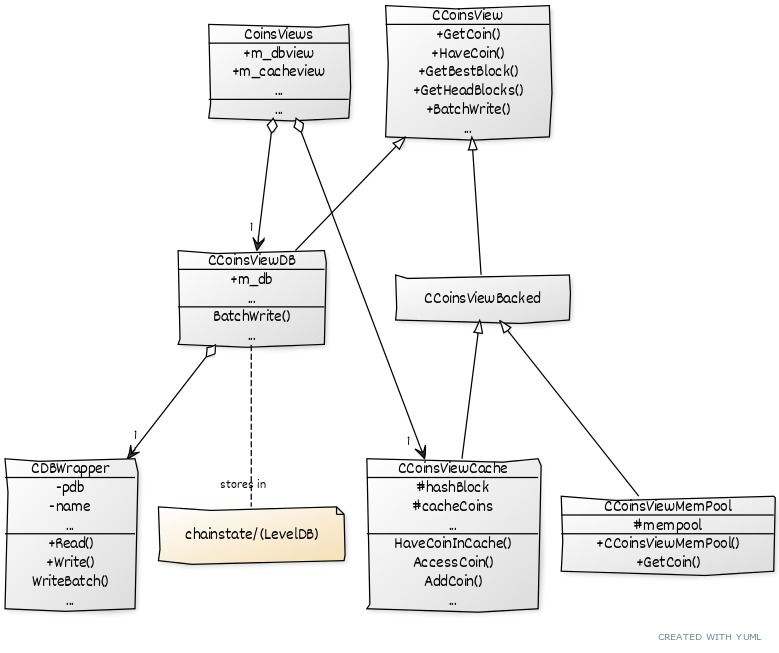 CoinsViews
+m_dbview
+m_cacheview
...
...
CCoinsView
+GetCoin()
+HaveCoin()
+GetBestBlock()
+GetHeadBlocks()
+BatchWrite()
...
1
CCoinsViewDB
+m_db
...
BatchWrite()
...
CCoinsViewBacked
1
1
CDBWrapper
-pdb
-name
...
+Read()
+Write()
WriteBatch()
...
stores in
chainstate/(LevelDB)
CCoinsViewCache
#hashBlock
#cacheCoins
...
HaveCoinInCache()
AccessCoin()
AddCoin()
...
CCoinsViewMemPool
#mempool
+CCoinsViewMemPool()
+GetCoin()
CREATED WITH YUML